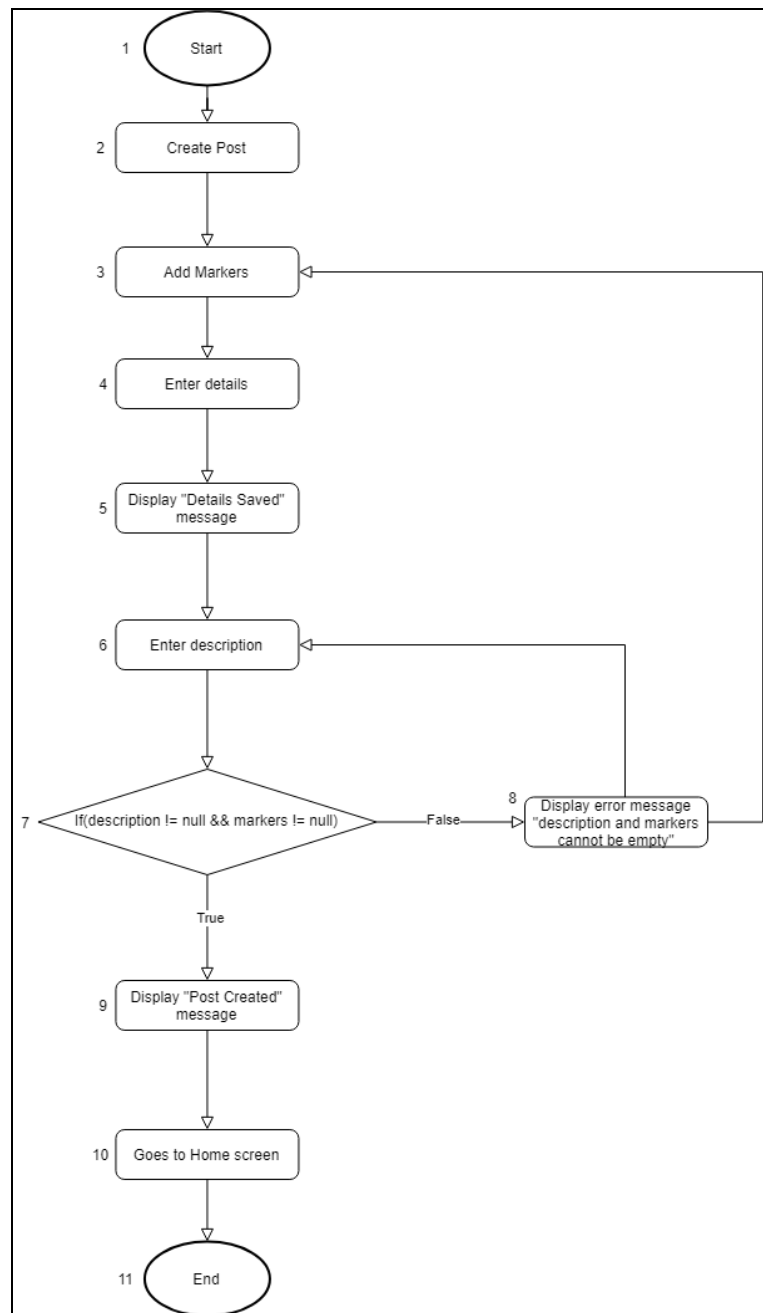 1
Start
2
Create Post
3
Add Markers
4
Enter details
5
Display "Details Saved"
message
6
Enter description
7
If(description != null && markers != null)
False
8
Display error message
"description and markers
cannot be empty"
True
9
Display "Post Created"
message
10
Goes to Home screen
11
End